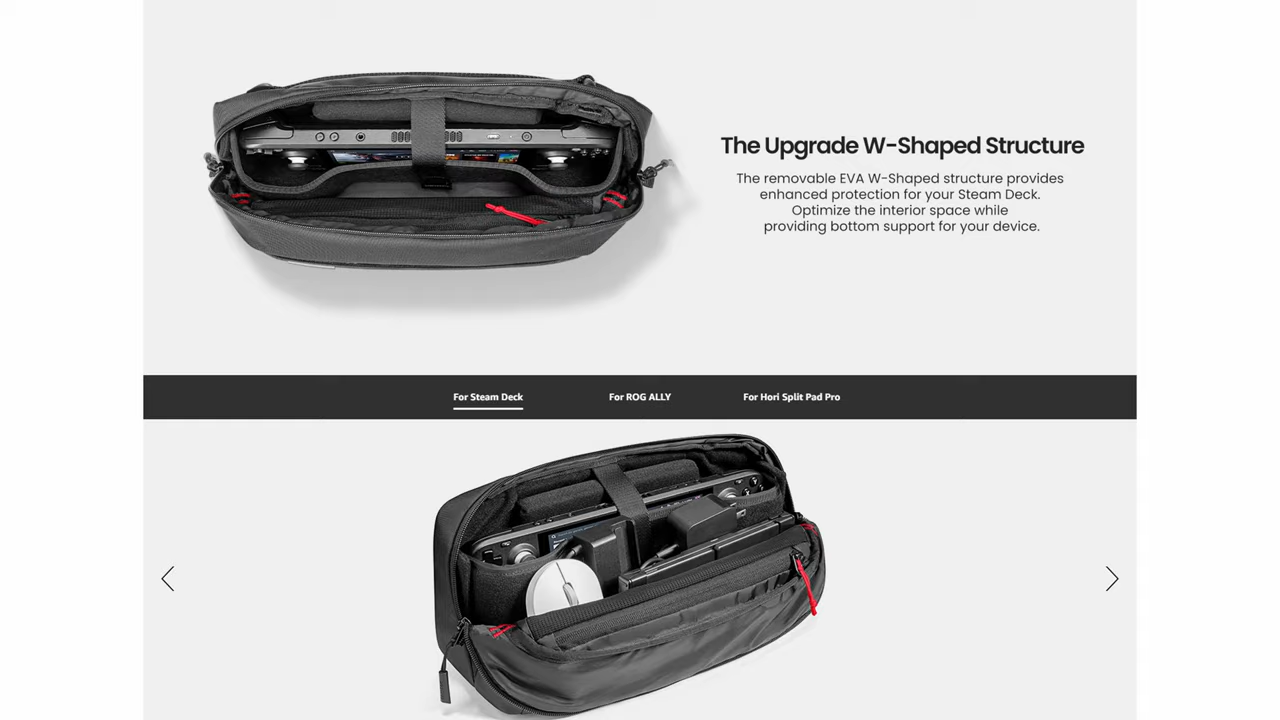 The Upgrade W-Shaped Structure
The removable EVA W-Shaped structure provides
enhanced protection for your Steam Deck.
Optimize the interior space while
providing bottom support for your device.
For Steam Deck
For ROG ALLY
For Hori Split Pad Pro